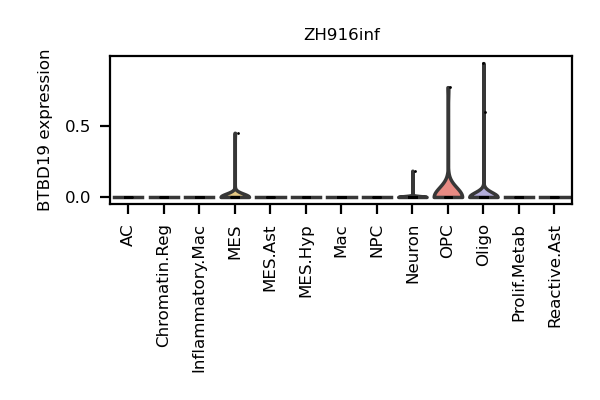 ZH916inf
BTBD19 expression
0.5
0.0
AC
Chromatin.Reg
Inflammatory.Mac
MES
MES.Ast
MES.Hyp
Mac
NPC
Neuron
OPC
Oligo
Prolif.Metab
Reactive.Ast